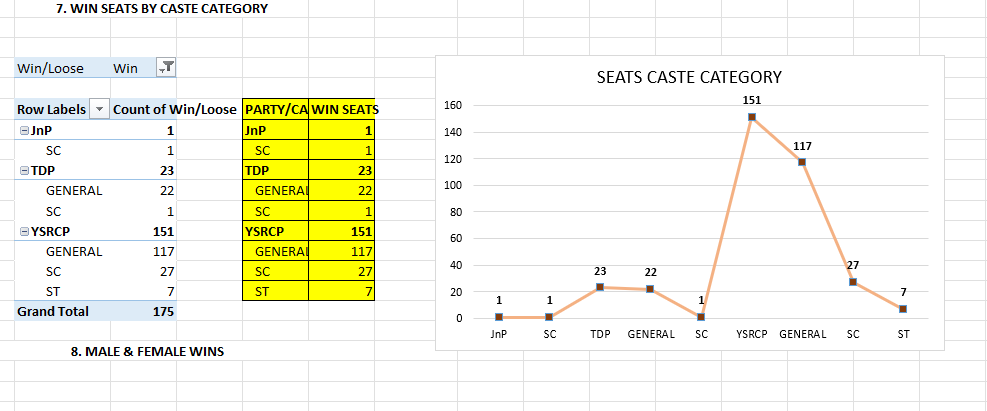 7. WIN SEATS BY CASTE CATEGORY
Win/Loose Win
Row Labels Count of Win/Loose
JnP 1
SC 1
TDP 23
GENERAL 22
SC 1
YSRCP 151
GENERAL 117
SC 27
ST 7
Grand Total 175
PARTY/CA WIN SEATS
JnP 1
SC 1
TDP 23
GENERAL 22
SC 1
YSRCP 151
GENERAL 117
SC 27
ST 7
SEATS CASTE CATEGORY
160
140
120
100
80
60
40
20
0
1 1 23 22 1 151 117 27 7
JnP SC TDP GENERAL SC YSRCP GENERAL SC ST
8. MALE & FEMALE WINS